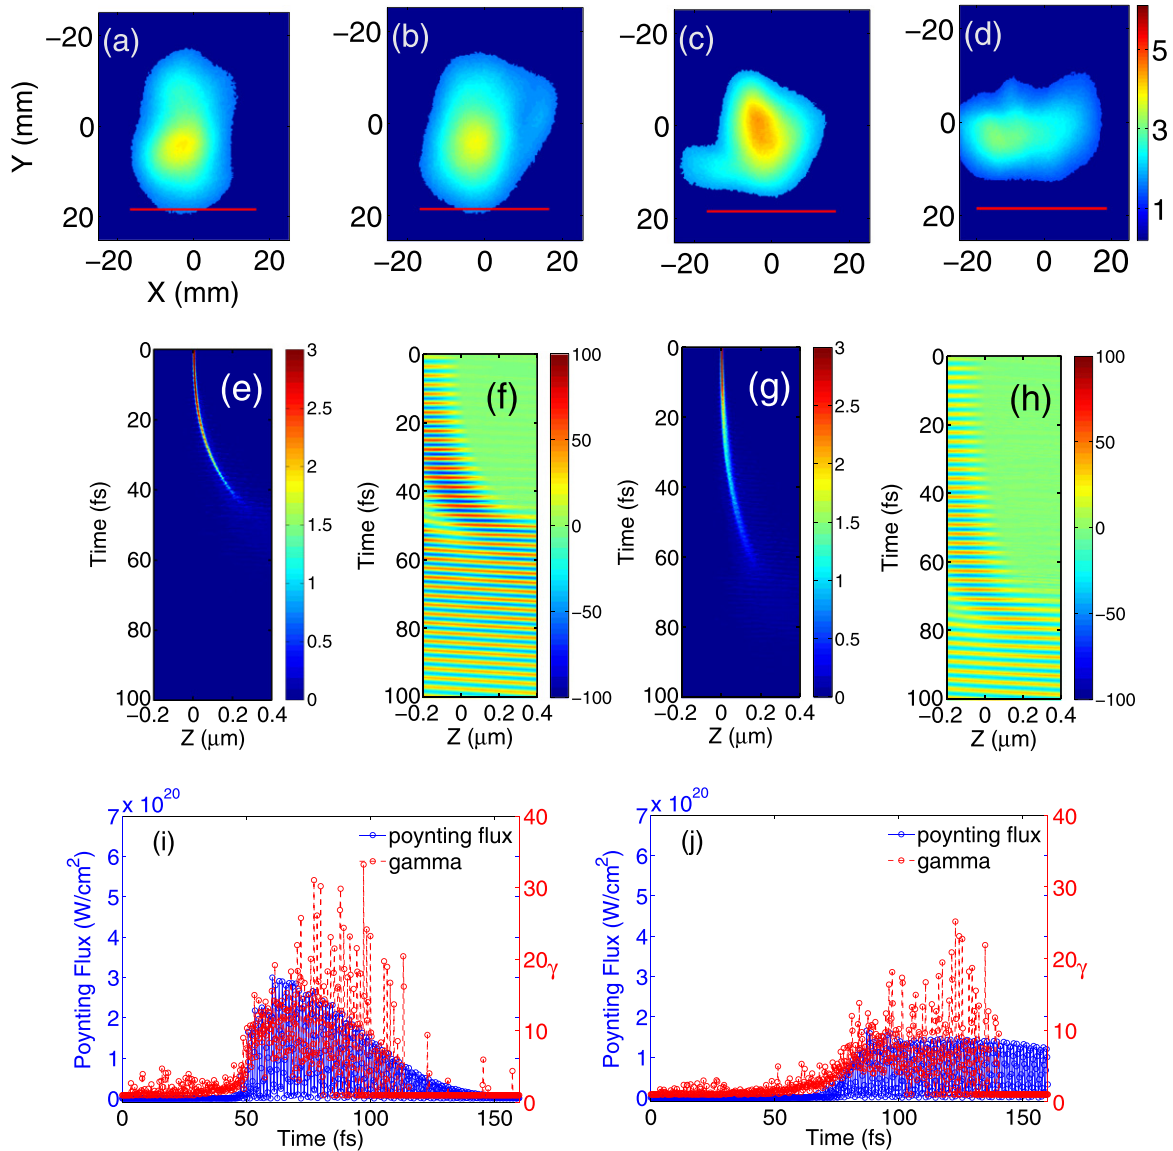 (a) (b) (c) (d)
−20 −20 −20 −20 5
Y (mm) 0 0 0 0 3
20 20 20 20 1
−20 0 20 −20 0 20 −20 0 20 −20 0 20
X (mm)
(e) (f) (g) (h)
0 3 0 100 0 3 0 100
20 2.5 20 50 20 2.5 20 50
2 2
40 1.5 40 0 40 1.5 40 0
60 1 60 −50 60 1 60 −50
80 0.5 80 80 0.5 80
100 0 100 −100 100 0 100 −100
Time (fs) Time (fs) Time (fs) Time (fs)
−0.2 0 0.2 0.4 −0.2 0 0.2 0.4 −0.2 0 0.2 0.4 −0.2 0 0.2 0.4
Z (μm) Z (μm) Z (μm) Z (μm)
7 x 10^20 40 7 x 10^20 40
(i) poynting flux (j) poynting flux
6 gamma 6 gamma
5 30 5 30
4 4
3 20 γ 3 20 γ
2 10 2 10
1 1
0 0 0 0
Poynting Flux (W/cm^2) Poynting Flux (W/cm^2)
0 50 100 150 0 50 100 150
Time (fs) Time (fs)